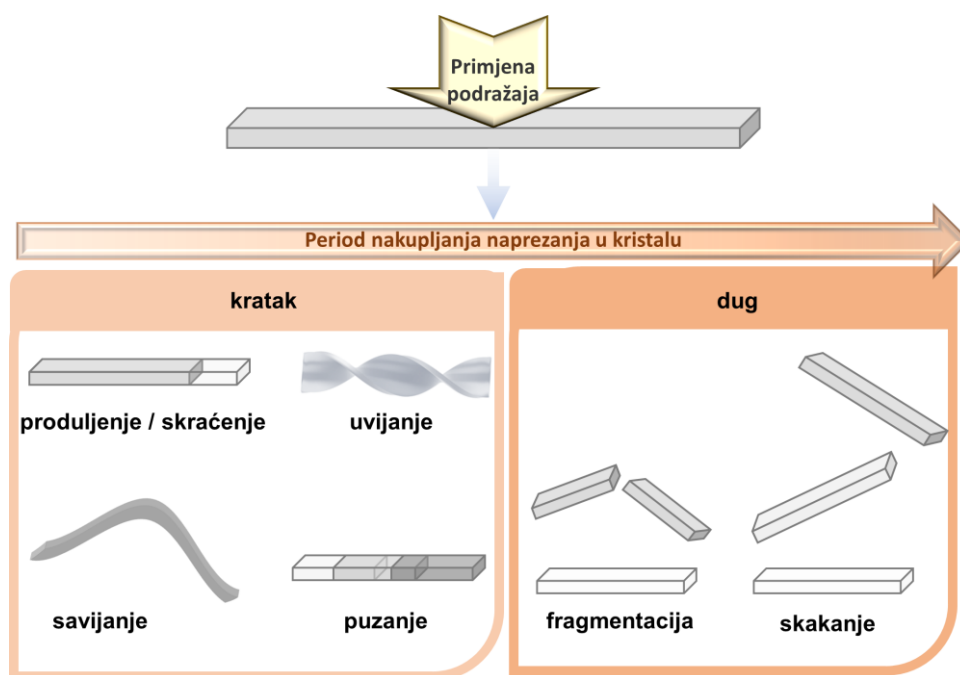 Primjena
podražaja
Period nakupljanja naprezanja u kristalu
kratak
dug
produljenje / skraćenje
uvijanje
savijanje
puzanje
fragmentacija
skakanje